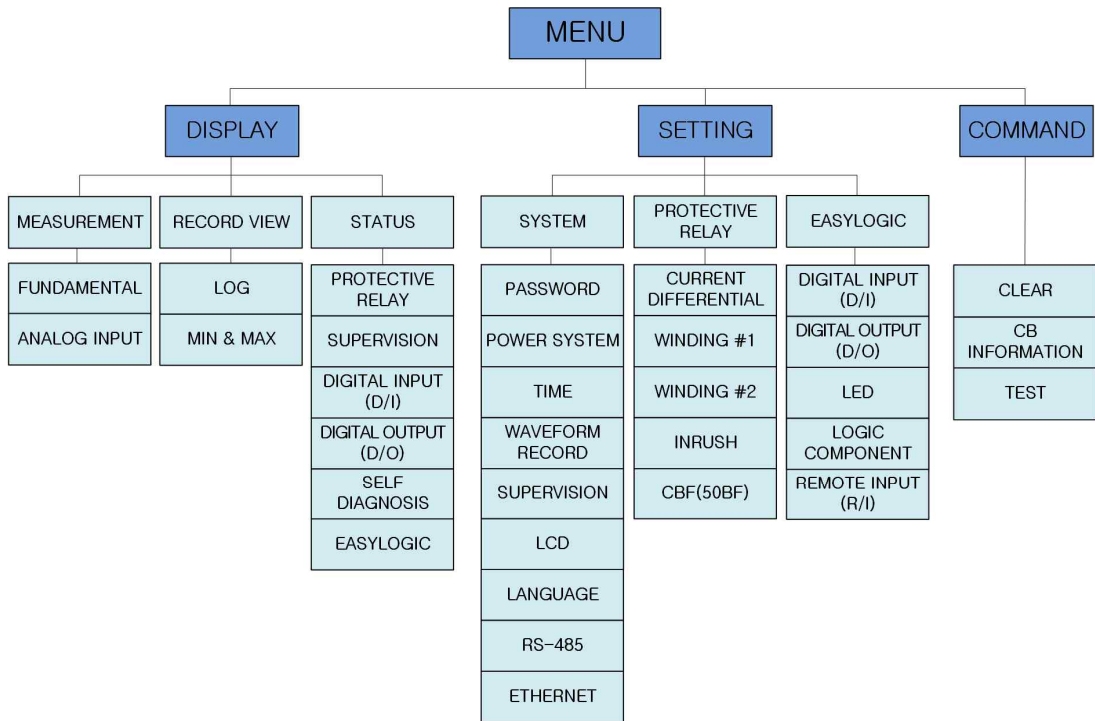 MENU
DISPLAY
SETTING
COMMAND
MEASUREMENT
FUNDAMENTAL
ANALOG INPUT
RECORD VIEW
LOG
MIN & MAX
STATUS
PROTECTIVE
RELAY
SUPERVISION
DIGITAL INPUT
(D/I)
DIGITAL OUTPUT
(D/O)
SELF
DIAGNOSIS
EASYLOGIC
SYSTEM
PASSWORD
POWER SYSTEM
TIME
WAVEFORM
RECORD
SUPERVISION
LCD
LANGUAGE
RS-485
ETHERNET
PROTECTIVE
RELAY
CURRENT
DIFFERENTIAL
WINDING #1
WINDING #2
INRUSH
CBF(50BF)
EASYLOGIC
DIGITAL INPUT
(D/I)
DIGITAL OUTPUT
(D/O)
LED
LOGIC
COMPONENT
REMOTE INPUT
(R/I)
CLEAR
CB
INFORMATION
TEST